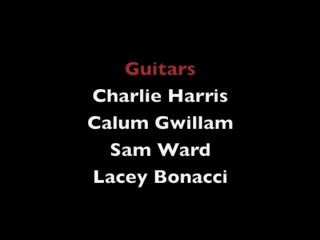 Guitars
Charlie Harris
Calum Gwillam
Sam Ward
Lacey Bonacci